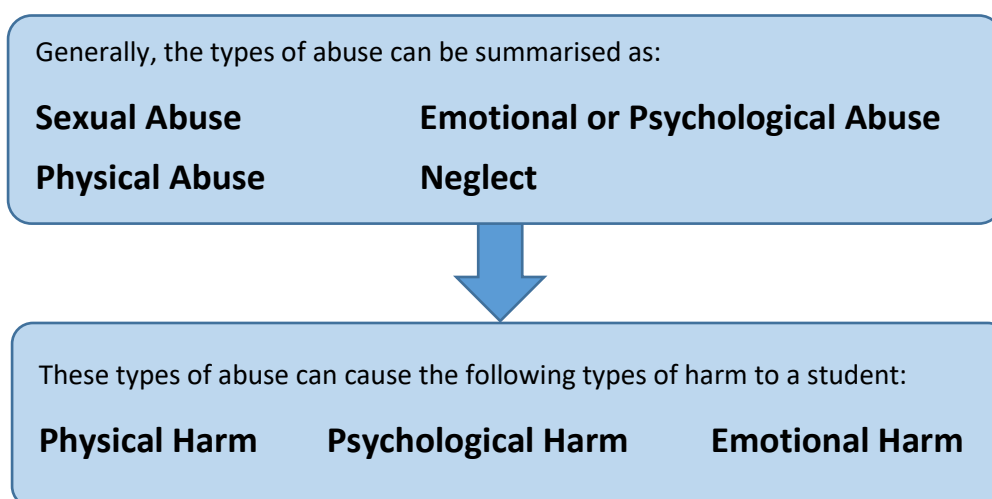 Generally, the types of abuse can be summarised as:
Sexual Abuse Emotional or Psychological Abuse
Physical Abuse Neglect
These types of abuse can cause the following types of harm to a student:
Physical Harm Psychological Harm Emotional Harm